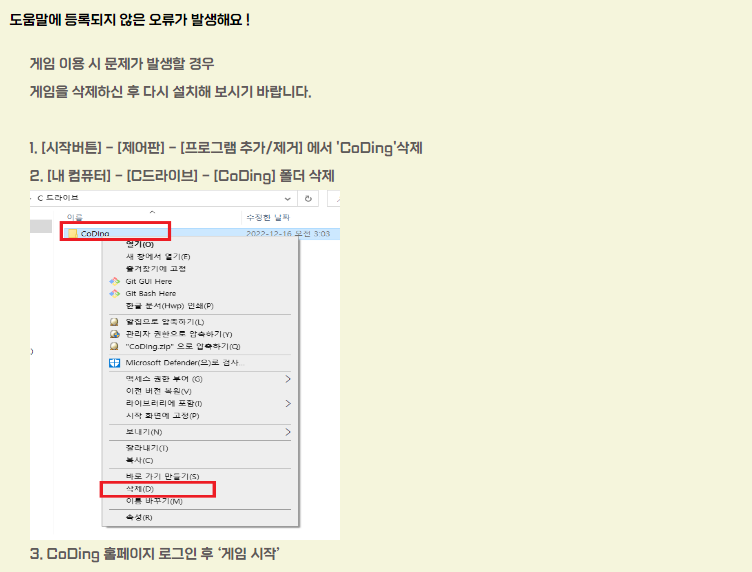 도움말에 등록되지 않은 오류가 발생해요 !
게임 이용 시 문제가 발생할 경우
게임을 삭제하신 후 다시 설치해 보시기 바랍니다.
1. [시작버튼] - [제어판] - [프로그램 추가/제거] 에서 'CoDing'삭제
2. [내 컴퓨터] - [C드라이브] - [CoDing] 폴더 삭제
C 드라이브
이름 수정한 날짜
CoDing 2022-12-16 오전 3:03
열기(O)
새 창에서 열기(E)
즐겨찾기에 고정
Git GUI Here
Git Bash Here
한글 문서(Hwp) 인쇄(P)
알집으로 압축하기(L)
관리자 권한으로 압축하기(Y)
"CoDing.zip" 으로 압축하기(Q)
Microsoft Defender(으)로 검사...
액세스 권한 부여 (G)
이전 버전 복원(V)
라이브러리에 포함(I)
시작 화면에 고정(P)
보내기(N)
잘라내기(T)
복사(C)
바로 가기 만들기(S)
삭제(D)
이름 바꾸기(M)
속성(R)
3. CoDing 홈페이지 로그인 후 ‘게임 시작’